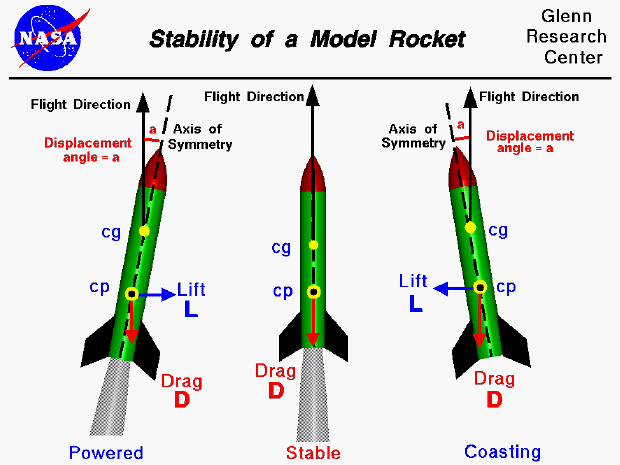 NASA
Stability of a Model Rocket
Glenn
Research
Center
Flight Direction
a
Axis of
Symmetry
Displacement
angle = a
cg
cp
Lift
L
Drag
D
Powered
Flight Direction
cg
cp
Drag
D
Stable
Flight Direction
Axis of
Symmetry
a
Displacement
angle = a
cg
Lift
L
cp
Drag
D
Coasting